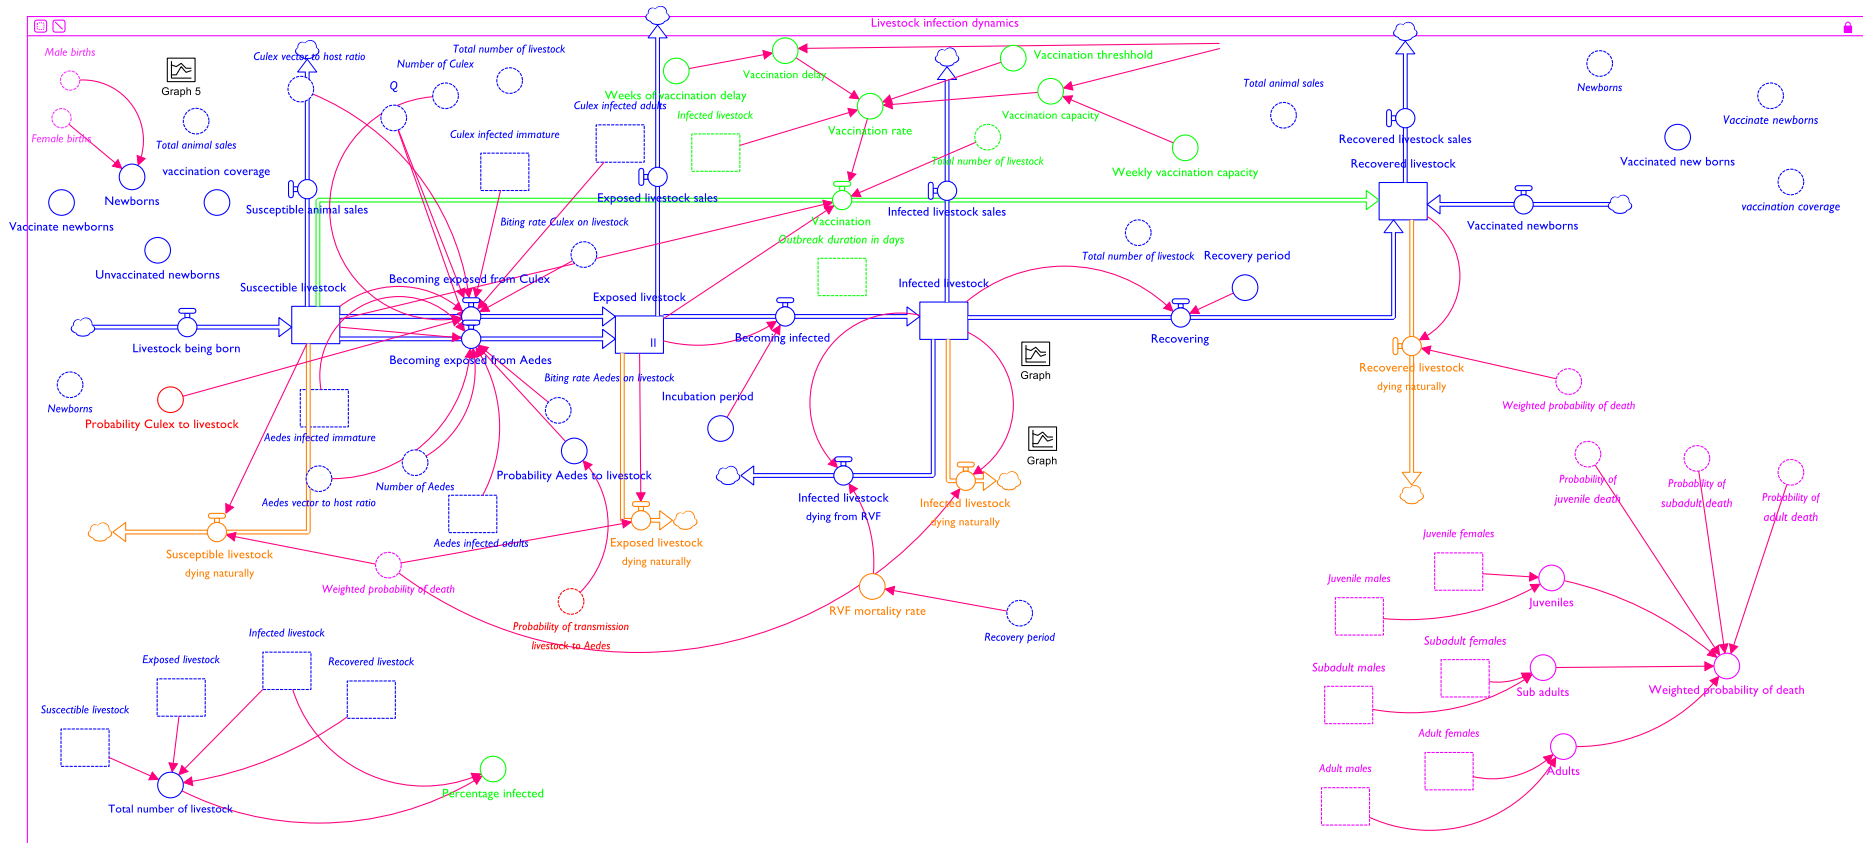 Livestock infection dynamics
Male births
Graph 5
Female births
Total animal sales
vaccination coverage
Newborns
Vaccinate newborns
Unvaccinated newborns
Culex vector to host ratio
Q
Number of Culex
Total number of livestock
Culex infected adults
Culex infected immature
Susceptible animal sales
Exposed livestock sales
Biting rate Culex on livestock
Weeks of vaccination delay
Vaccination delay
Vaccination threshhold
Infected livestock
Vaccination rate
Vaccination capacity
Total number of livestock
Weekly vaccination capacity
Vaccination
Outbreak duration in days
Infected livestock sales
Total animal sales
Recovered livestock sales
Recovered livestock
Newborns
Vaccinate newborns
Vaccinated new borns
vaccination coverage
Vaccinated newborns
Total number of livestock
Recovery period
Suscectible livestock
Becoming exposed from Culex
Exposed livestock
Infected livestock
Livestock being born
Becoming exposed from Aedes
Becoming infected
Recovering
Newborns
Probability Culex to livestock
Biting rate Aedes on livestock
Incubation period
Graph
Graph
Recovered livestock
dying naturally
Weighted probability of death
Aedes infected immature
Aedes vector to host ratio
Number of Aedes
Probability Aedes to livestock
Aedes infected adults
Infected livestock
dying from RVF
Infected livestock
dying naturally
Susceptible livestock
dying naturally
Exposed livestock
dying naturally
Weighted probability of death
Probability of transmission
livestock to Aedes
RVF mortality rate
Recovery period
Probability of
juvenile death
Probability of
subadult death
Probability of
adult death
Juvenile females
Juvenile males
Juveniles
Subadult females
Subadult males
Sub adults
Weighted probability of death
Adult females
Adult males
Adults
Infected livestock
Exposed livestock
Recovered livestock
Suscectible livestock
Total number of livestock
Percentage infected